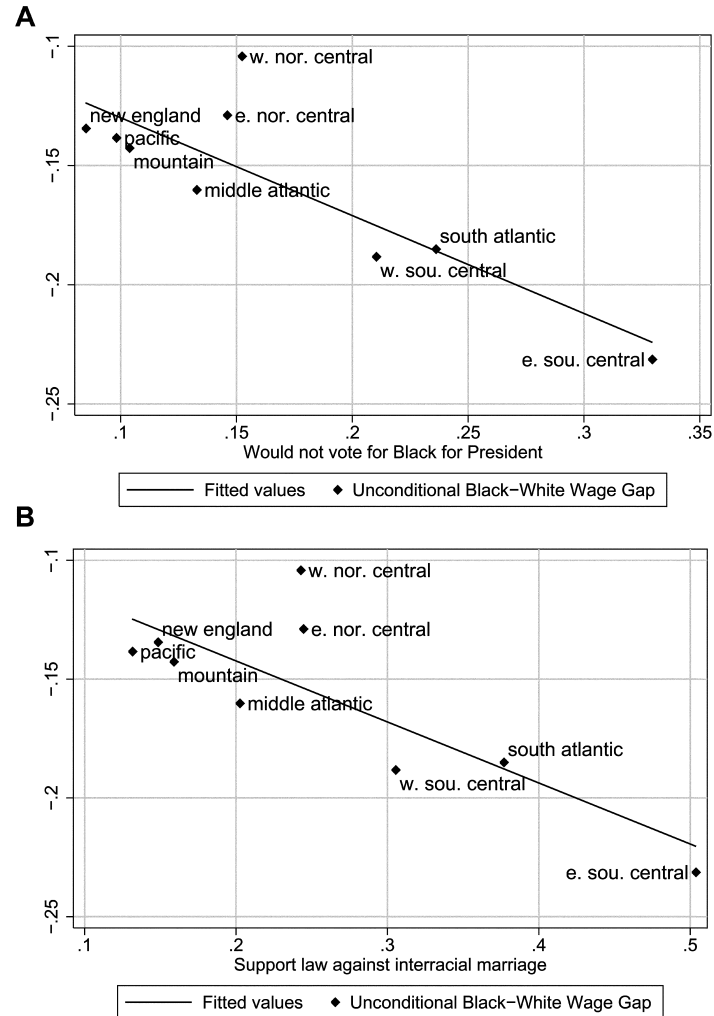 A
-.1
-.15
-.2
-.25
w. nor. central
new england
e. nor. central
pacific
mountain
middle atlantic
south atlantic
w. sou. central
e. sou. central
.1 .15 .2 .25 .3 .35
Would not vote for Black for President
Fitted values Unconditional Black-White Wage Gap
B
-.1
-.15
-.2
-.25
w. nor. central
new england
e. nor. central
pacific
mountain
middle atlantic
south atlantic
w. sou. central
e. sou. central
.1 .2 .3 .4 .5
Support law against interracial marriage
Fitted values Unconditional Black-White Wage Gap